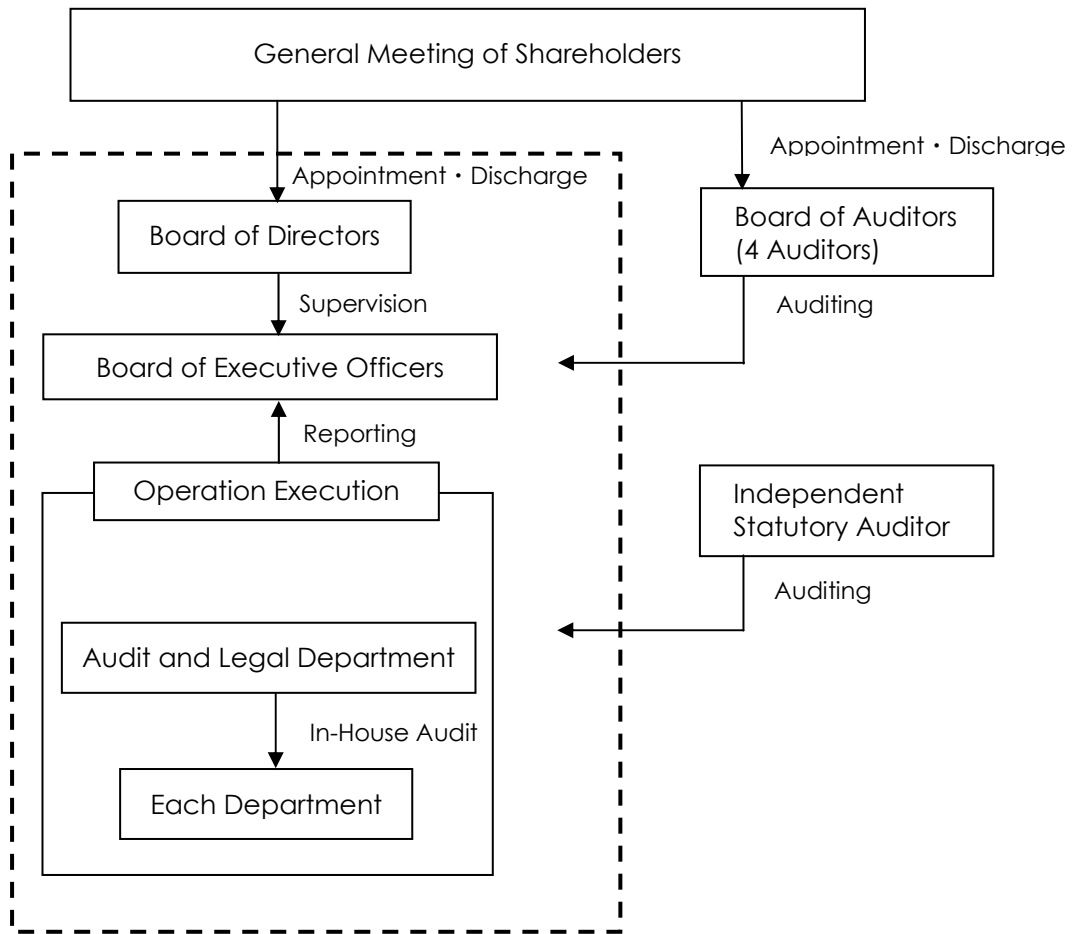 General Meeting of Shareholders
Appointment・Discharge
Appointment・Discharge
Board of Directors
Board of Auditors
(4 Auditors)
Supervision
Auditing
Board of Executive Officers
Reporting
Operation Execution
Independent
Statutory Auditor
Auditing
Audit and Legal Department
In-House Audit
Each Department